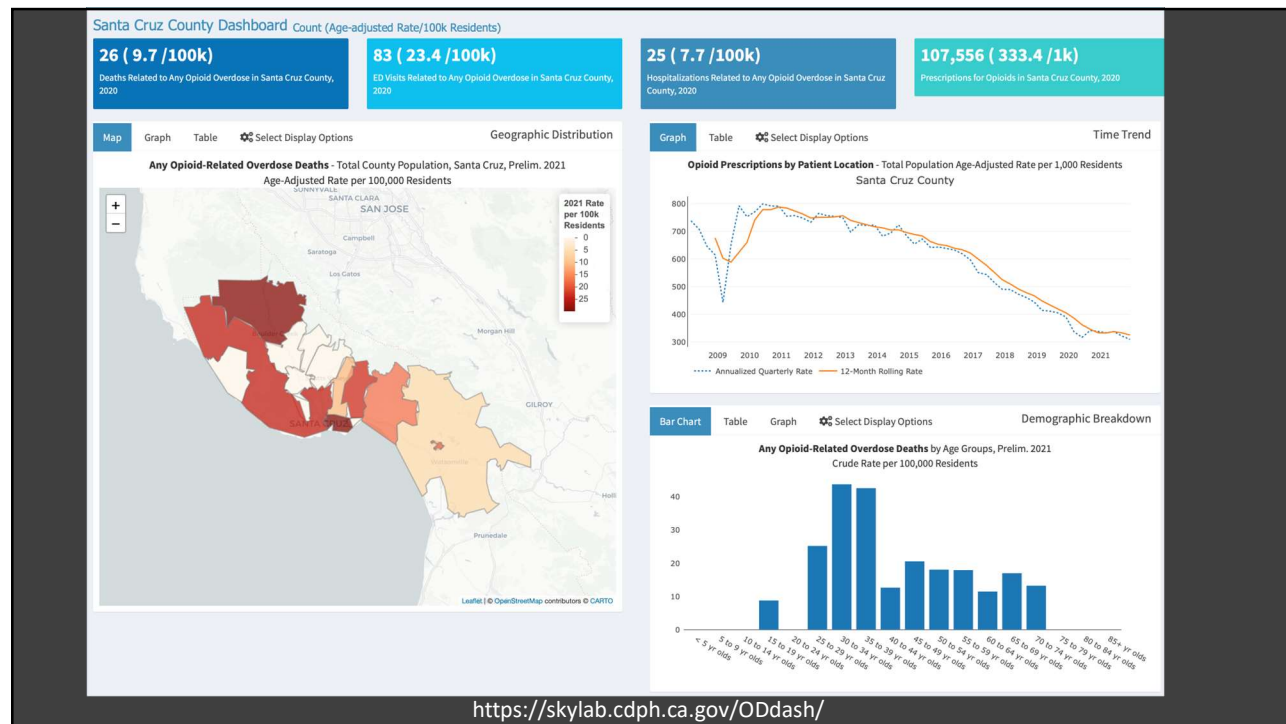 Santa Cruz County Dashboard Count (Age-adjusted Rate/100k Residents)
26 ( 9.7 /100k)
Deaths Related to Any Opioid Overdose in Santa Cruz County,
2020
83 ( 23.4 /100k)
ED Visits Related to Any Opioid Overdose in Santa Cruz County,
2020
25 ( 7.7 /100k)
Hospitalizations Related to Any Opioid Overdose in Santa Cruz
County, 2020
107,556 ( 333.4 /1k)
Prescriptions for Opioids in Santa Cruz County, 2020
Map Graph Table Select Display Options Geographic Distribution
Any Opioid-Related Overdose Deaths - Total County Population, Santa Cruz, Prelim. 2021
Age-Adjusted Rate per 100,000 Residents
+
−
SUNNYVALE
SANTA CLARA
SAN JOSE
Campbell
Saratoga
Los Gatos
Morgan Hill
GILROY
SANTA CRUZ
Watsonville
Holli
Prunedale
2021 Rate
per 100k
Residents
0
5
10
15
20
25
Leaflet | © OpenStreetMap contributors © CARTO
Graph Table Select Display Options Time Trend
Opioid Prescriptions by Patient Location - Total Population Age-Adjusted Rate per 1,000 Residents
Santa Cruz County
800
700
600
500
400
300
2009 2010 2011 2012 2013 2014 2015 2016 2017 2018 2019 2020 2021
Annualized Quarterly Rate 12-Month Rolling Rate
Bar Chart Table Graph Select Display Options Demographic Breakdown
Any Opioid-Related Overdose Deaths by Age Groups, Prelim. 2021
Crude Rate per 100,000 Residents
40
30
20
10
0
< 5 yr olds
5 to 9 yr olds
10 to 14 yr olds
15 to 19 yr olds
20 to 24 yr olds
25 to 29 yr olds
30 to 34 yr olds
35 to 39 yr olds
40 to 44 yr olds
45 to 49 yr olds
50 to 54 yr olds
55 to 59 yr olds
60 to 64 yr olds
65 to 69 yr olds
70 to 74 yr olds
75 to 79 yr olds
80 to 84 yr olds
85+ yr olds
https://skylab.cdph.ca.gov/ODdash/